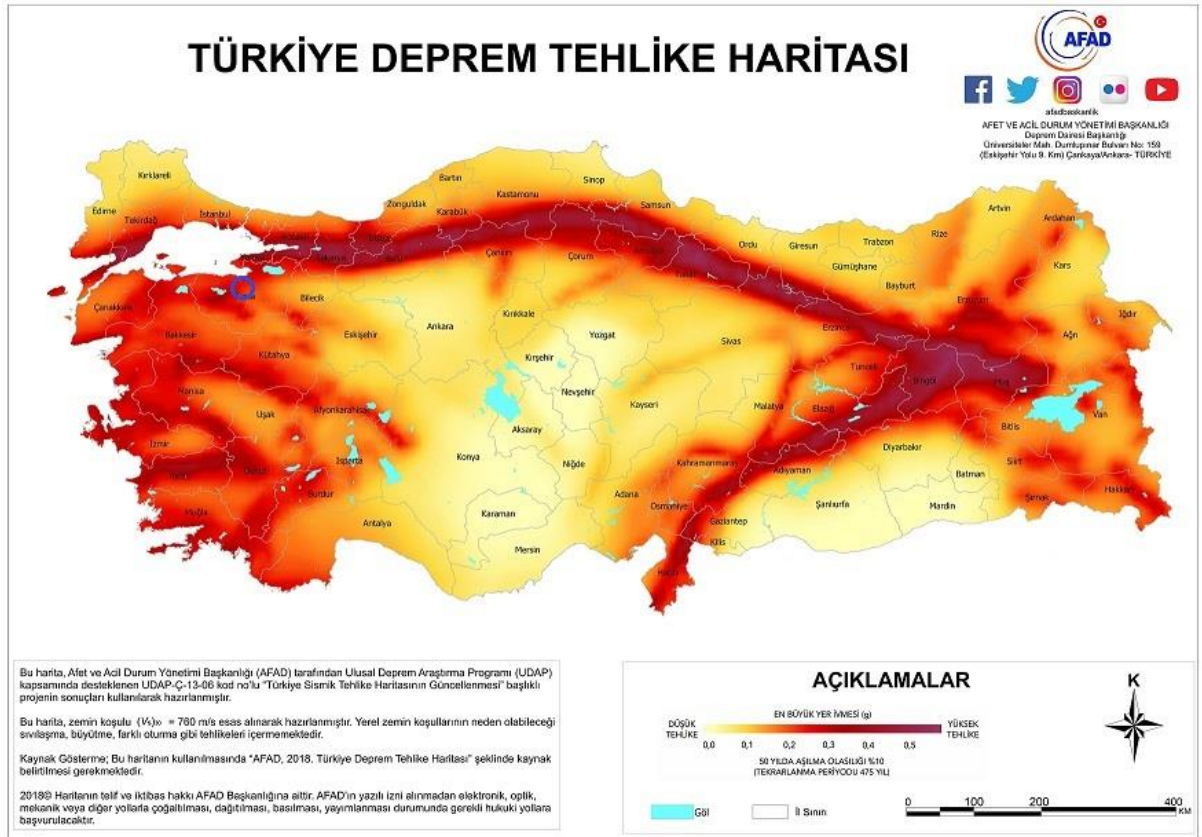 TÜRKİYE DEPREM TEHLİKE HARİTASI
AFAD
afadbaskanlik
AFET VE ACİL DURUM YÖNETİMİ BAŞKANLIĞI
Deprem Dairesi Başkanlığı
Üniversiteler Mah. Dumlupınar Bulvarı No: 159
(Eskişehir Yolu 9. Km) Çankaya/Ankara- TÜRKİYE
Kırklareli
Edirne
Tekirdağ
İstanbul
Zonguldak
Bartın
Karabük
Kastamonu
Sinop
Samsun
Ordu
Giresun
Trabzon
Rize
Artvin
Ardahan
Kars
Gümüşhane
Bayburt
Iğdır
Ağrı
Çanakkale
Balıkesir
Bilecik
Eskişehir
Kütahya
Ankara
Çankırı
Çorum
Kırıkkale
Yozgat
Kırşehir
Sivas
Erzincan
Erzurum
Tunceli
Bingöl
Muş
Manisa
Uşak
Afyonkarahisar
İzmir
Nevşehir
Aksaray
Kayseri
Malatya
Elazığ
Diyarbakır
Bitlis
Van
Konya
Niğde
Isparta
Burdur
Muğla
Antalya
Karaman
Mersin
Adana
Osmaniye
Kahramanmaraş
Adıyaman
Gaziantep
Kilis
Hatay
Şanlıurfa
Mardin
Batman
Siirt
Şırnak
Hakkari
Bu harita, Afet ve Acil Durum Yönetimi Başkanlığı (AFAD) tarafından Ulusal Deprem Araştırma Programı (UDAP)
kapsamında desteklenen UDAP-Ç-13-06 kod no'lu "Türkiye Sismik Tehlike Haritasının Güncellenmesi" başlıklı
projenin sonuçları kullanılarak hazırlanmıştır.
Bu harita, zemin koşulu (Vs)30 = 760 m/s esas alınarak hazırlanmıştır. Yerel zemin koşullarının neden olabileceği
sıvılaşma, büyütme, farklı oturma gibi tehlikeleri içermemektedir.
Kaynak Gösterme; Bu haritanın kullanılmasında "AFAD, 2018. Türkiye Deprem Tehlike Haritası" şeklinde kaynak
belirtilmesi gerekmektedir.
2018© Haritanın telif ve iktibas hakkı AFAD Başkanlığına aittir. AFAD'ın yazılı izni alınmadan elektronik, optik,
mekanik veya diğer yollarla çoğaltılması, dağıtılması, basılması, yayımlanması durumunda gerekli hukuki yollara
başvurulacaktır.
AÇIKLAMALAR
EN BÜYÜK YER İVMESİ (g)
DÜŞÜK TEHLİKE
YÜKSEK TEHLİKE
0,0 0,1 0,2 0,3 0,4 0,5
50 YILDA AŞILMA OLASILIĞI %10
(TEKRARLANMA PERİYODU 475 YIL)
Göl
İl Sınırı
K
0 100 200 400
KM